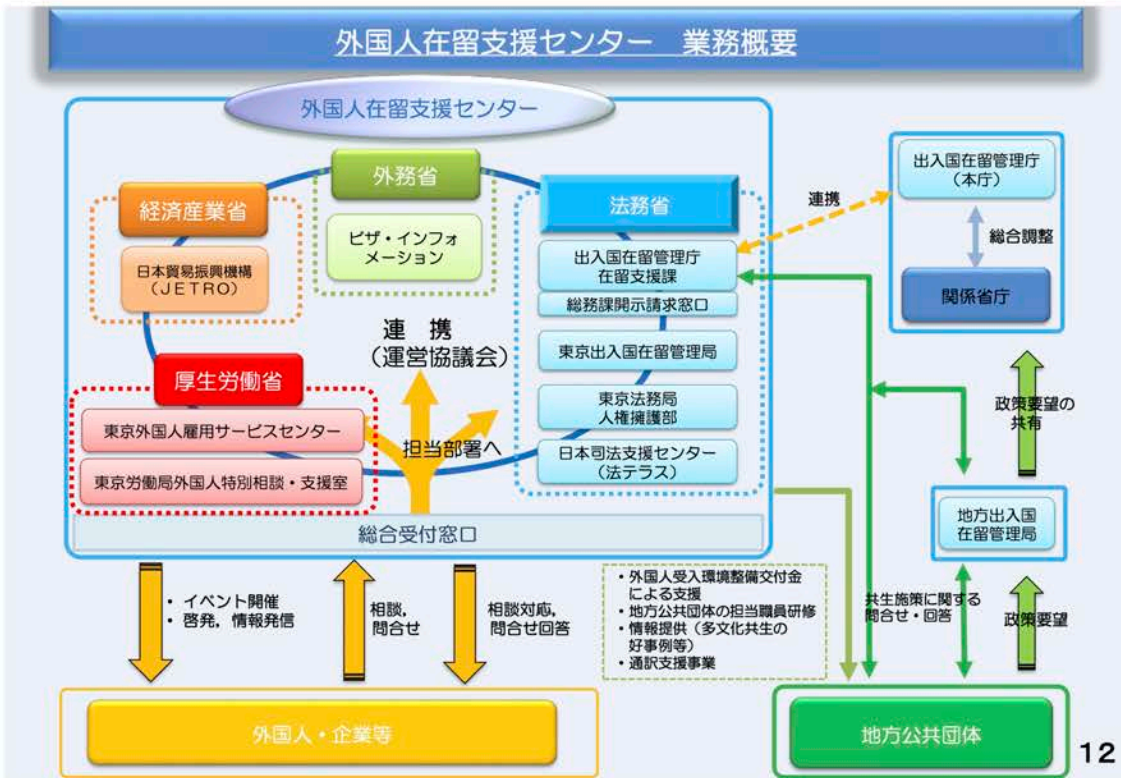 外国人在留支援センター　業務概要
外国人在留支援センター
外務省
ビザ・インフォ
メーション
経済産業省
日本貿易振興機構
（ＪＥＴＲＯ）
法務省
出入国在留管理庁
在留支援課
総務課開示請求窓口
東京出入国在留管理局
東京法務局
人権擁護部
日本司法支援センター
（法テラス）
連　携
（運営協議会）
厚生労働省
東京外国人雇用サービスセンター
東京労働局外国人特別相談・支援室
担当部署へ
総合受付窓口
連携
出入国在留管理庁
（本庁）
総合調整
関係省庁
政策要望の
共有
地方出入国
在留管理局
・イベント開催
・啓発，情報発信
相談，
問合せ
相談対応，
問合せ回答
・外国人受入環境整備交付金
による支援
・地方公共団体の担当職員研修
・情報提供（多文化共生の
好事例等）
・通訳支援事業
共生施策に関する
問合せ・回答
政策要望
外国人・企業等
地方公共団体
12